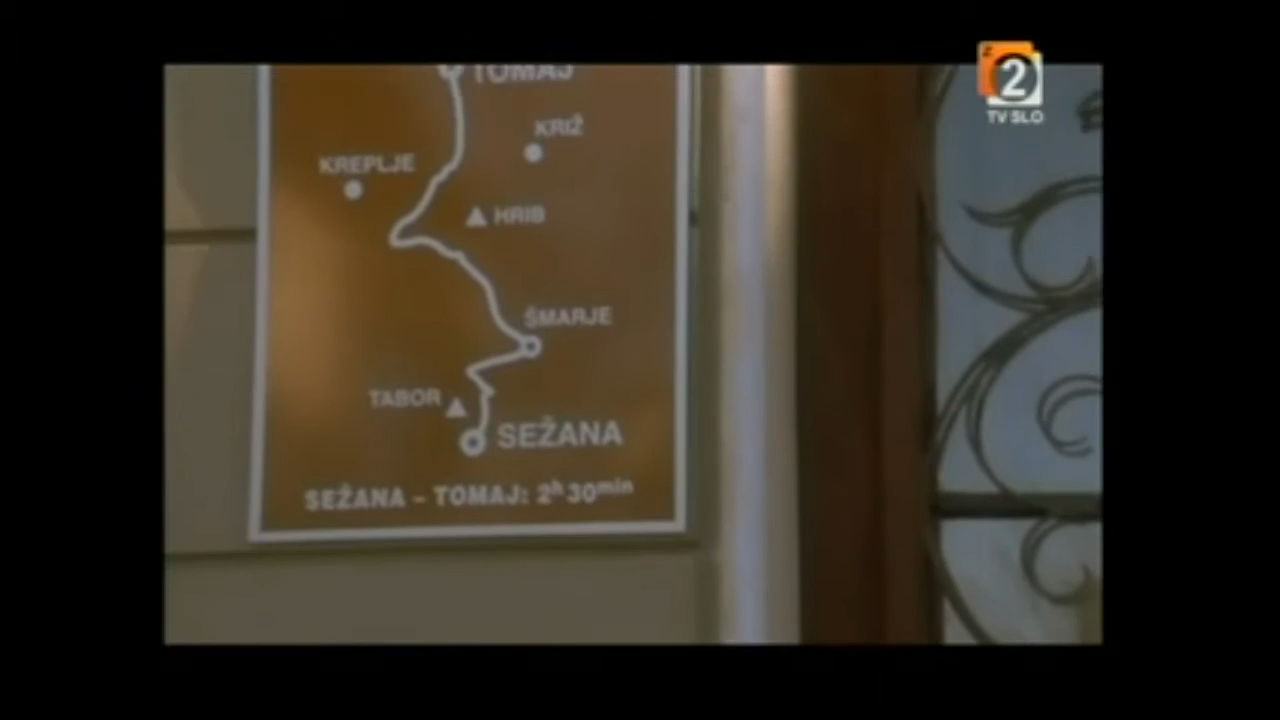 TOMAJ
KRIŽ
KREPLJE
HRIB
ŠMARJE
TABOR
SEŽANA
SEŽANA – TOMAJ: 2h 30min
Z
2
TV SLO